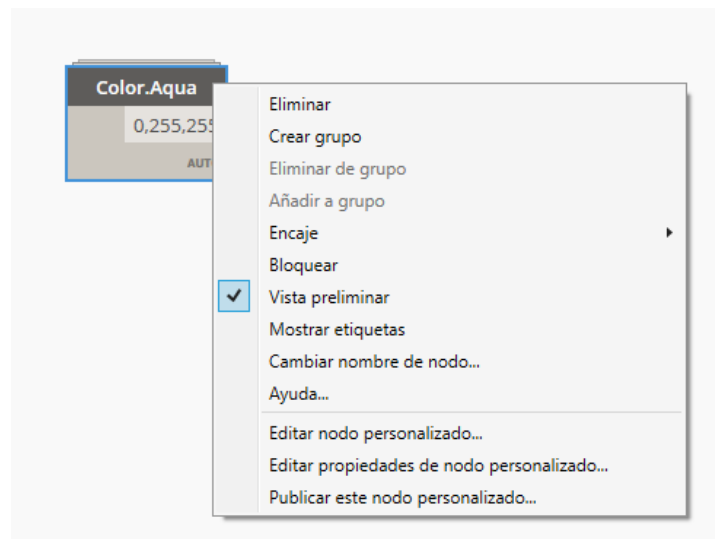 Color.Aqua
0,255,255
AUT
Eliminar
Crear grupo
Eliminar de grupo
Añadir a grupo
Encaje
Bloquear
Vista preliminar
Mostrar etiquetas
Cambiar nombre de nodo...
Ayuda...
Editar nodo personalizado...
Editar propiedades de nodo personalizado...
Publicar este nodo personalizado...